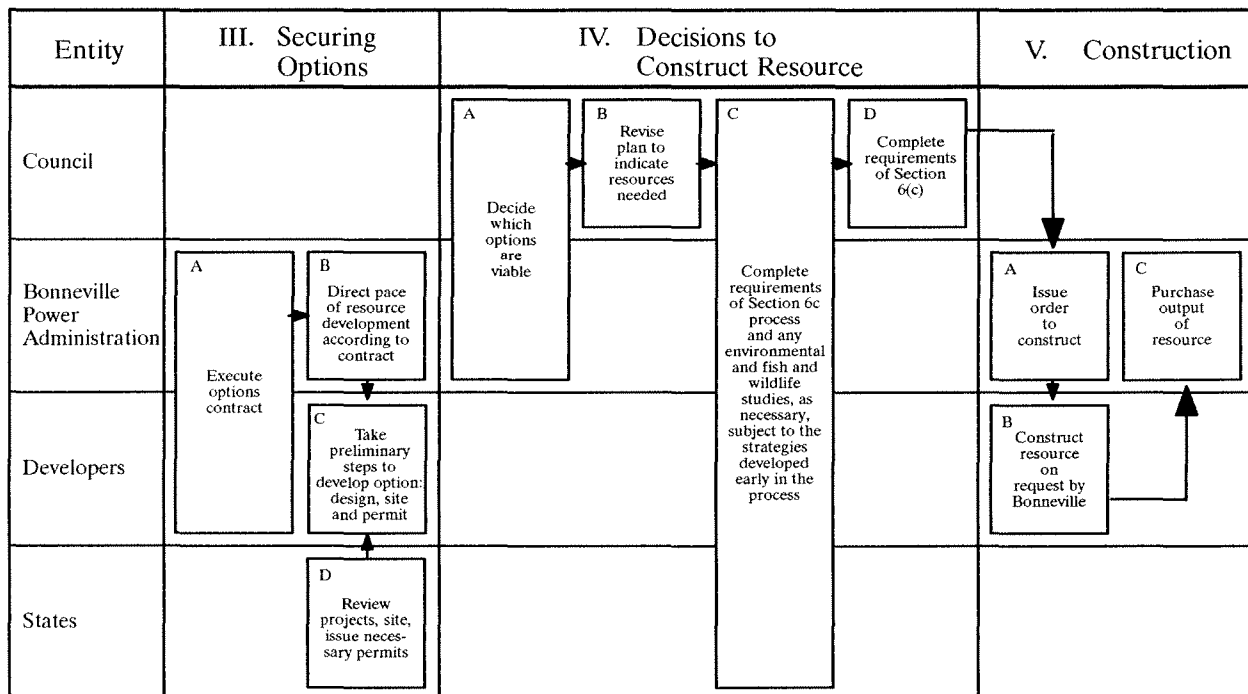 Entity
III. Securing
Options
IV. Decisions to
Construct Resource
V. Construction
Council
A
Decide
which
options
are
viable
B
Revise
plan to
indicate
resources
needed
C
Complete
requirements
of Section 6c
process
and any
environmental
and fish and
wildlife
studies, as
necessary,
subject to the
strategies
developed
early in the
process
D
Complete
requirements
of Section
6(c)
Bonneville
Power
Administration
A
Execute
options
contract
B
Direct pace
of resource
development
according to
contract
A
Issue
order
to
construct
C
Purchase
output
of
resource
Developers
C
Take
preliminary
steps to
develop option:
design, site
and permit
B
Construct
resource
on
request by
Bonneville
States
D
Review
projects, site,
issue neces-
sary permits